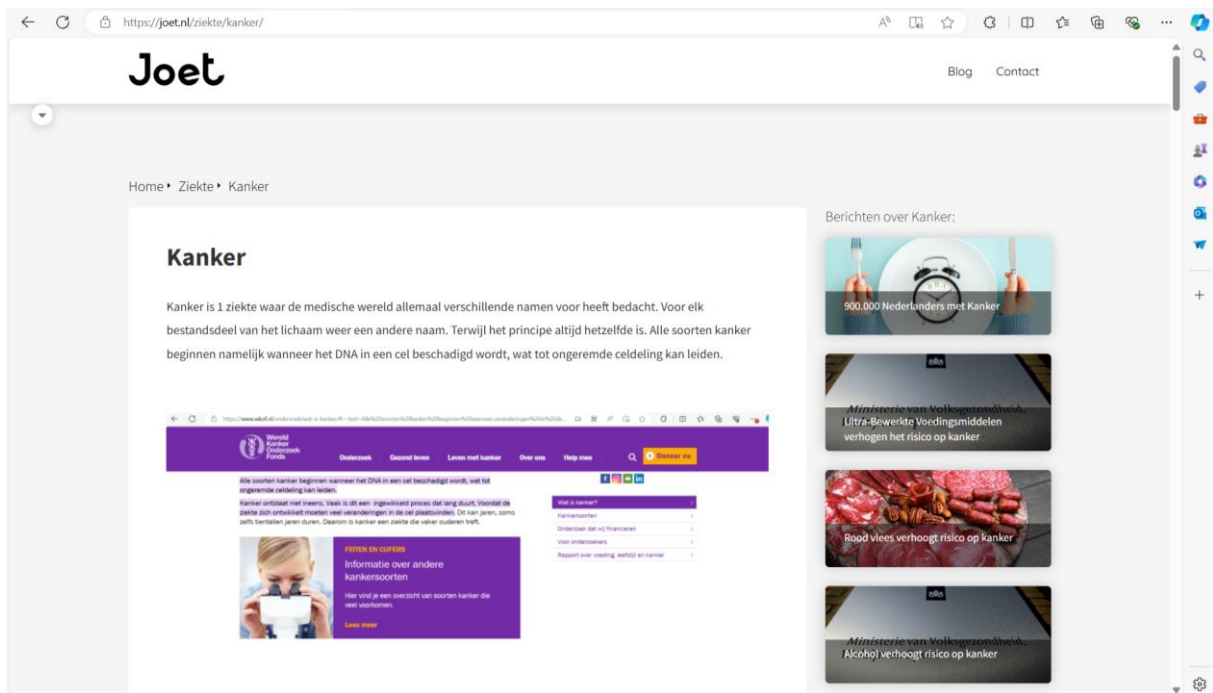 https://joet.nl/ziekte/kanker/
Joet
Blog
Contact
Home
Ziekte
Kanker
Kanker
Kanker is 1 ziekte waar de medische wereld allemaal verschillende namen voor heeft bedacht. Voor elk
bestandsdeel van het lichaam weer een andere naam. Terwijl het principe altijd hetzelfde is. Alle soorten kanker
beginnen namelijk wanneer het DNA in een cel beschadigd wordt, wat tot ongeremde celdeling kan leiden.
Wereld
Kanker
Onderzoek
Fonds
Onderzoek
Gezond leven
Leven met kanker
Over ons
Help mee
Doneer nu
Alle soorten kanker beginnen wanneer het DNA in een cel beschadigd wordt, wat tot
ongeremde celdeling kan leiden.
Kanker ontstaat niet ineens. Vaak is dit een ingewikkeld proces dat lang duurt. Voordat de
ziekte zich ontwikkelt moeten veel veranderingen in de cel plaatsvinden. Dit kan jaren, soms
zelfs tientallen jaren duren. Daarom is kanker een ziekte die vaker ouderen treft.
Wat is kanker?
Kankersoorten
Onderzoek dat wij financieren
Voor onderzoekers
Rapport over voeding, leefstijl en kanker
FEITEN EN CIJFERS
Informatie over andere
kankersoorten
Hier vind je een overzicht van soorten kanker die
veel voorkomen.
Lees meer
Berichten over Kanker:
900.000 Nederlanders met Kanker
Ministerie van Volksgezondheid,
Ultra-Bewerkte Voedingsmiddelen
verhogen het risico op kanker
Rood vlees verhoogt risico op kanker
Ministerie van Volksgezondheid,
Alcohol verhoogt risico op kanker